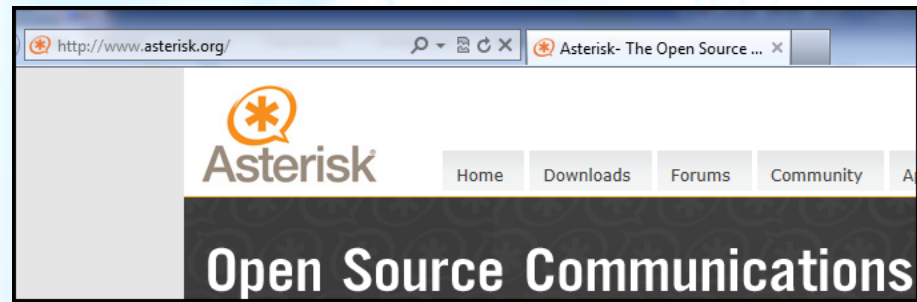 http://www.asterisk.org/ Asterisk- The Open Source ...
Asterisk
Home Downloads Forums Community
Open Source Communications